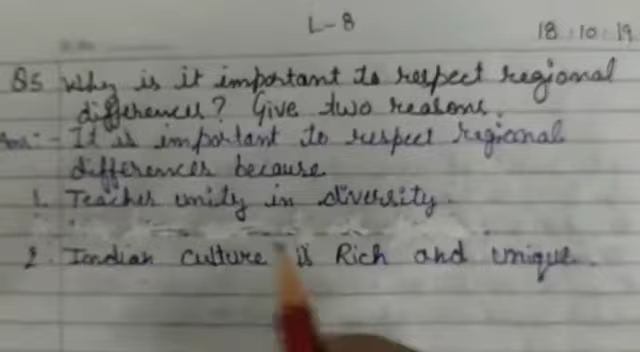 L-8
18.10.19
Q5 Why is it important to respect regional
differences? Give two reasons.
Ans:- It is important to respect regional
differences because
1. Teaches unity in diversity.
2. Indian culture is Rich and unique.